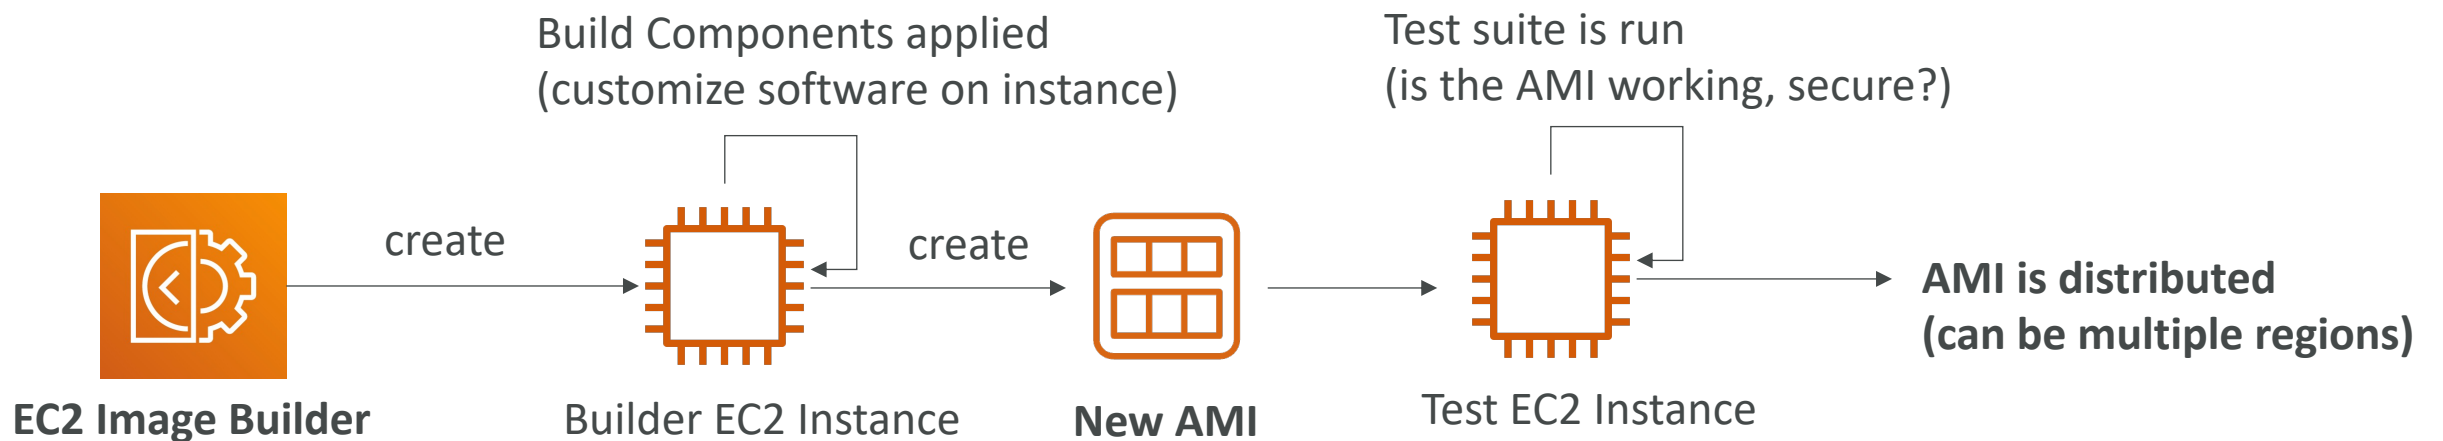 Build Components applied
(customize software on instance)
Test suite is run
(is the AMI working, secure?)
create
create
AMI is distributed
(can be multiple regions)
EC2 Image Builder
Builder EC2 Instance
New AMI
Test EC2 Instance